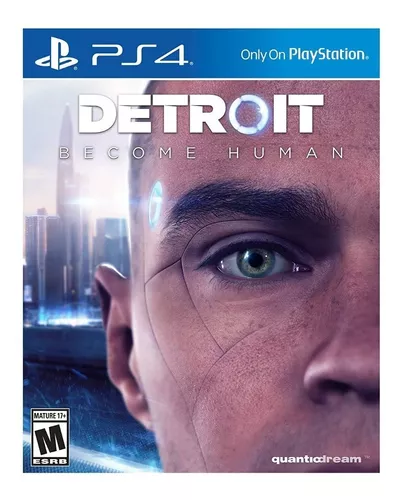 PS4
Only On PlayStation®
DETROIT
BECOME HUMAN
MATURE 17+
M
ESRB
quanticdream